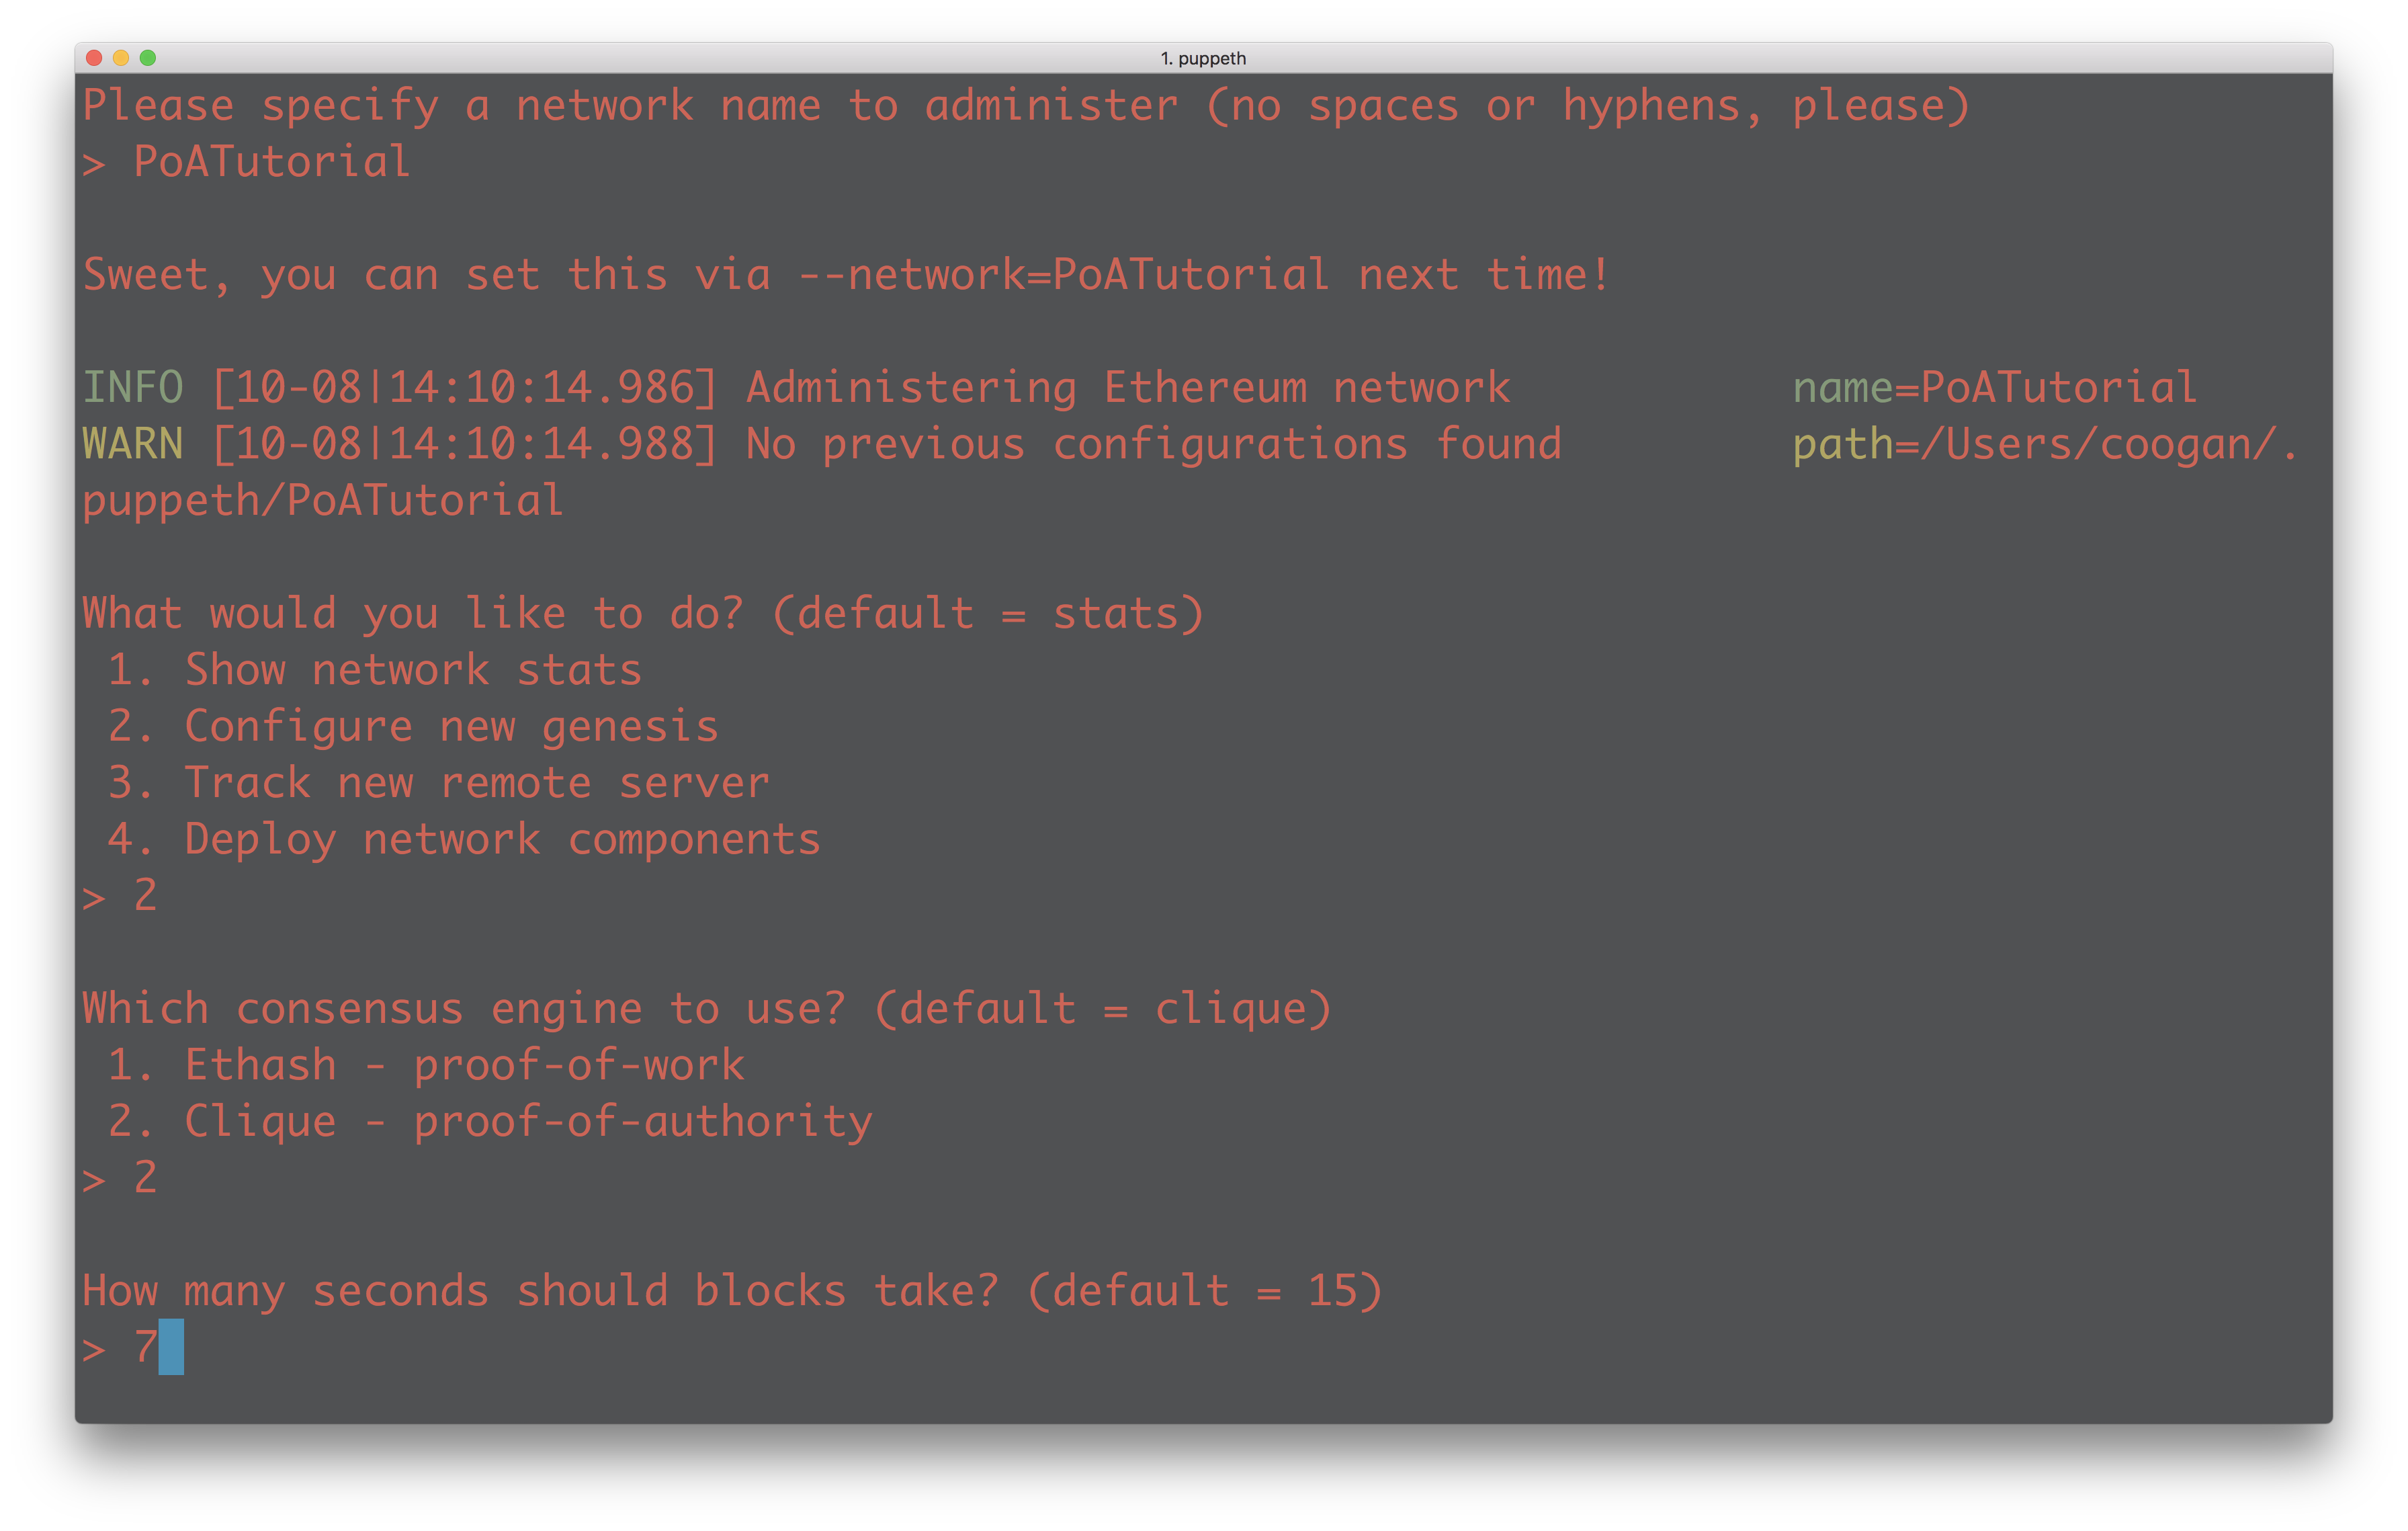 1. puppeth
Please specify a network name to administer (no spaces or hyphens, please)
> PoATutorial
Sweet, you can set this via --network=PoATutorial next time!
INFO [10-08|14:10:14.986] Administering Ethereum network name=PoATutorial
WARN [10-08|14:10:14.988] No previous configurations found path=/Users/coogan/.
puppeth/PoATutorial
What would you like to do? (default = stats)
1. Show network stats
2. Configure new genesis
3. Track new remote server
4. Deploy network components
> 2
Which consensus engine to use? (default = clique)
1. Ethash - proof-of-work
2. Clique - proof-of-authority
> 2
How many seconds should blocks take? (default = 15)
> 7